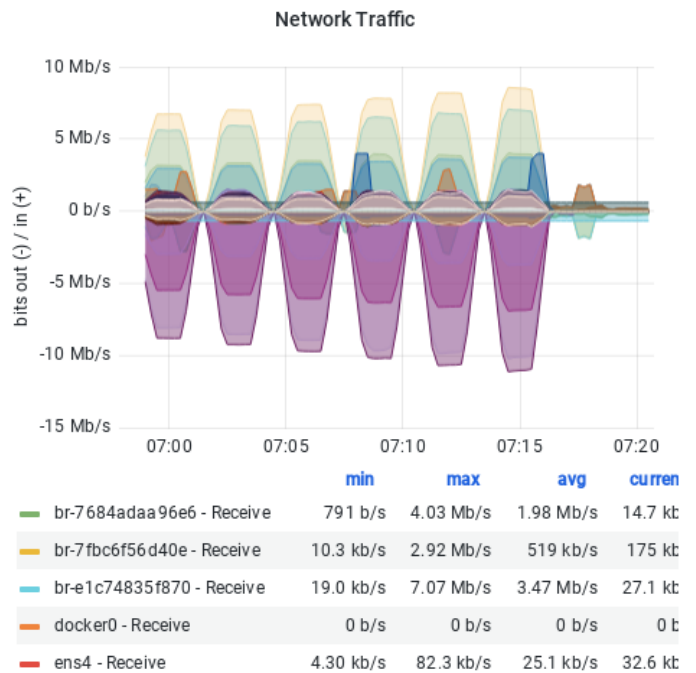 Network Traffic
bits out (-) / in (+)
10 Mb/s
5 Mb/s
0 b/s
-5 Mb/s
-10 Mb/s
-15 Mb/s
07:00 07:05 07:10 07:15 07:20
min max avg curren
br-7684adaa96e6 - Receive 791 b/s 4.03 Mb/s 1.98 Mb/s 14.7 kb
br-7fbc6f56d40e - Receive 10.3 kb/s 2.92 Mb/s 519 kb/s 175 kb
br-e1c74835f870 - Receive 19.0 kb/s 7.07 Mb/s 3.47 Mb/s 27.1 kb
docker0 - Receive 0 b/s 0 b/s 0 b/s 0 b
ens4 - Receive 4.30 kb/s 82.3 kb/s 25.1 kb/s 32.6 kb